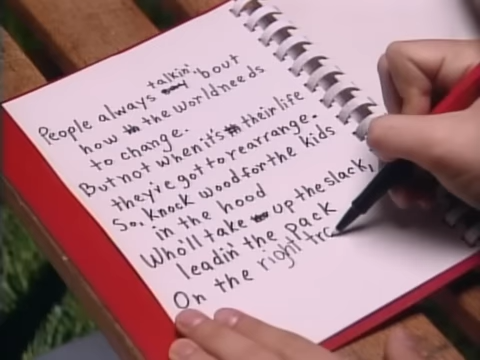 talkin'
People always 'bout
how the world needs
to change.
But not when it's their life
they've got to rearrange.
So, knock wood for the kids
in the hood
Who'll take up the slack,
leadin' the Pack
On the right trc